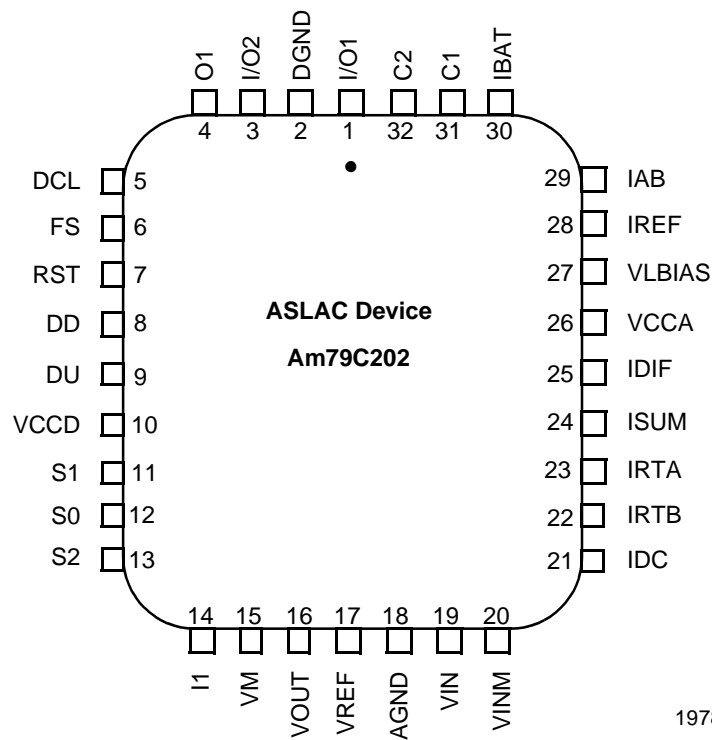 O1
I/O2
DGND
I/O1
C2
C1
IBAT
4
3
2
1
32
31
30
DCL 5
FS 6
RST 7
DD 8
DU 9
VCCD 10
S1 11
S0 12
S2 13
ASLAC Device
Am79C202
29 IAB
28 IREF
27 VLBIAS
26 VCCA
25 IDIF
24 ISUM
23 IRTA
22 IRTB
21 IDC
14
15
16
17
18
19
20
I1
VM
VOUT
VREF
AGND
VIN
VINM